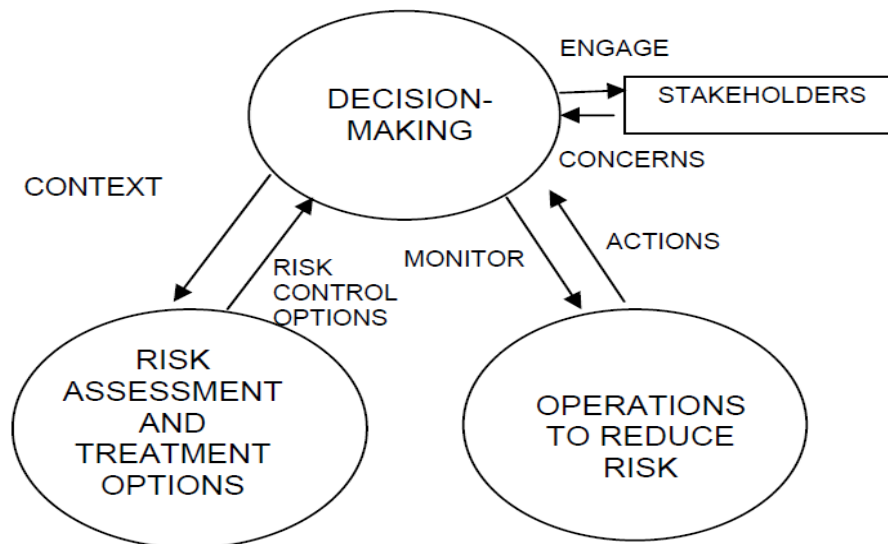 ENGAGE
DECISION-
MAKING
STAKEHOLDERS
CONCERNS
CONTEXT
ACTIONS
MONITOR
RISK
CONTROL
OPTIONS
RISK
ASSESSMENT
AND
TREATMENT
OPTIONS
OPERATIONS
TO REDUCE
RISK